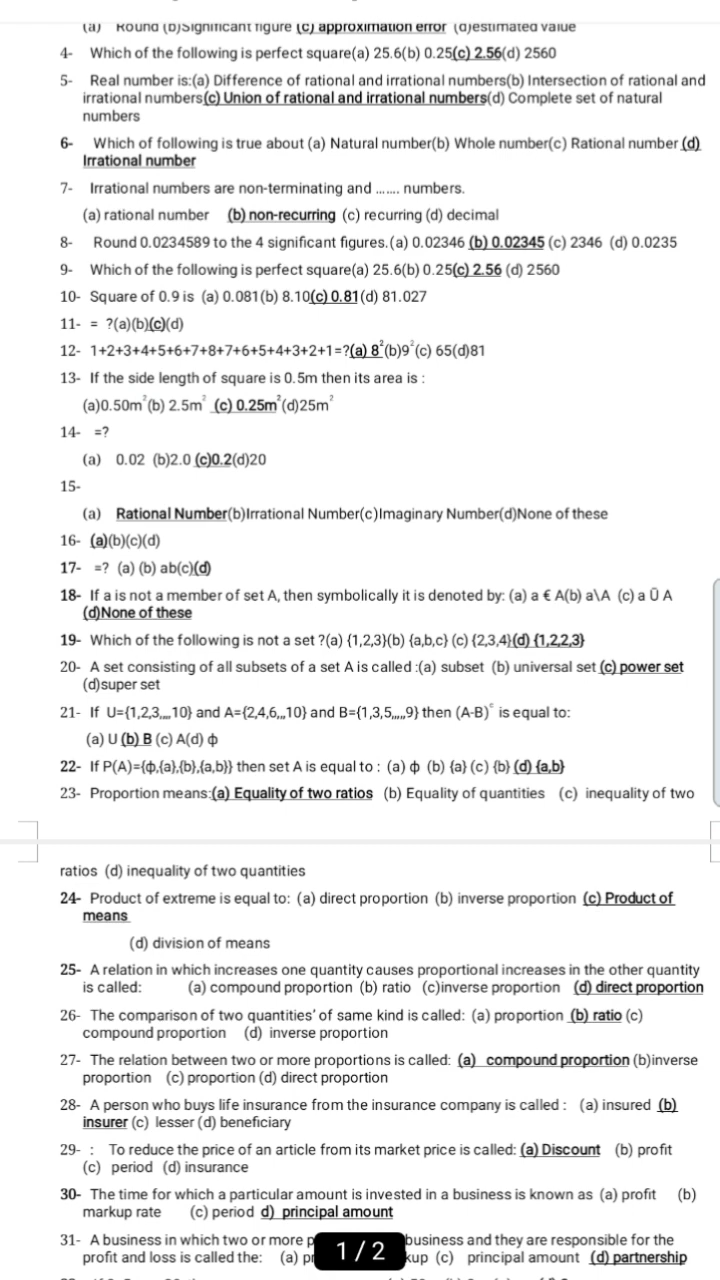 (a) Round (b)Significant figure (c) approximation error (d)estimated value
4- Which of the following is perfect square(a) 25.6(b) 0.25(c) 2.56(d) 2560
5- Real number is:(a) Difference of rational and irrational numbers(b) Intersection of rational and
irrational numbers(c) Union of rational and irrational numbers(d) Complete set of natural
numbers
6- Which of following is true about (a) Natural number(b) Whole number(c) Rational number (d)
Irrational number
7- Irrational numbers are non-terminating and ....... numbers.
(a) rational number (b) non-recurring (c) recurring (d) decimal
8- Round 0.0234589 to the 4 significant figures.(a) 0.02346 (b) 0.02345 (c) 2346 (d) 0.0235
9- Which of the following is perfect square(a) 25.6(b) 0.25(c) 2.56 (d) 2560
10- Square of 0.9 is (a) 0.081(b) 8.10(c) 0.81(d) 81.027
11- = ?(a)(b)(c)(d)
12- 1+2+3+4+5+6+7+8+7+6+5+4+3+2+1=?(a) 8²(b)9²(c) 65(d)81
13- If the side length of square is 0.5m then its area is :
(a)0.50m²(b) 2.5m² (c) 0.25m²(d)25m²
14- =?
(a) 0.02 (b)2.0 (c)0.2(d)20
15-
(a) Rational Number(b)Irrational Number(c)Imaginary Number(d)None of these
16- (a)(b)(c)(d)
17- =? (a) (b) ab(c)(d)
18- If a is not a member of set A, then symbolically it is denoted by: (a) a € A(b) a\A (c) a Ū A
(d)None of these
19- Which of the following is not a set ?(a) {1,2,3}(b) {a,b,c} (c) {2,3,4}(d) {1,2,2,3}
20- A set consisting of all subsets of a set A is called :(a) subset (b) universal set (c) power set
(d)super set
21- If U={1,2,3,,,,10} and A={2,4,6,,,10} and B={1,3,5,,,,,9} then (A-B)ᶜ is equal to:
(a) U (b) B (c) A(d) ф
22- If P(A)={ф,{a},{b},{a,b}} then set A is equal to : (a) ф (b) {a} (c) {b} (d) {a,b}
23- Proportion means:(a) Equality of two ratios (b) Equality of quantities (c) inequality of two
ratios (d) inequality of two quantities
24- Product of extreme is equal to: (a) direct proportion (b) inverse proportion (c) Product of
means
(d) division of means
25- A relation in which increases one quantity causes proportional increases in the other quantity
is called: (a) compound proportion (b) ratio (c)inverse proportion (d) direct proportion
26- The comparison of two quantities' of same kind is called: (a) proportion (b) ratio (c)
compound proportion (d) inverse proportion
27- The relation between two or more proportions is called: (a) compound proportion (b)inverse
proportion (c) proportion (d) direct proportion
28- A person who buys life insurance from the insurance company is called : (a) insured (b)
insurer (c) lesser (d) beneficiary
29- : To reduce the price of an article from its market price is called: (a) Discount (b) profit
(c) period (d) insurance
30- The time for which a particular amount is invested in a business is known as (a) profit (b)
markup rate (c) period d) principal amount
31- A business in which two or more p business and they are responsible for the
profit and loss is called the: (a) pr kup (c) principal amount (d) partnership
1 / 2